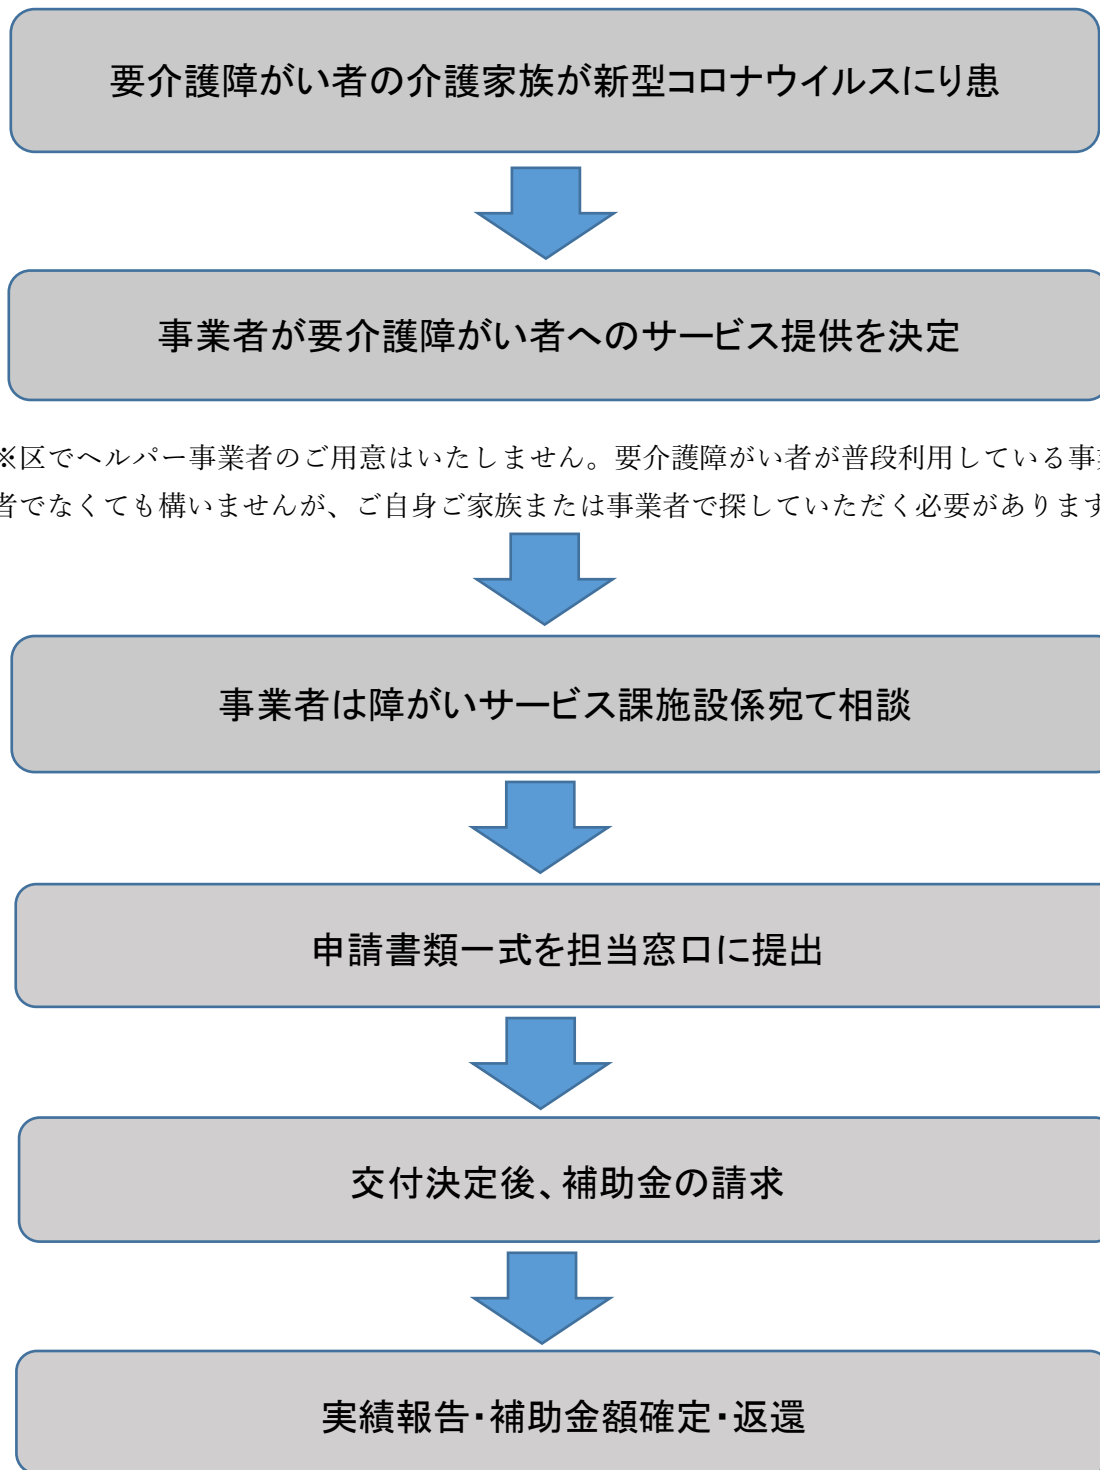 要介護障がい者の介護家族が新型コロナウイルスにり患
事業者が要介護障がい者へのサービス提供を決定
※区でヘルパー事業者のご用意はいたしません。要介護障がい者が普段利用している事業
者でなくても構いませんが、ご自身ご家族または事業者で探していただく必要があります
事業者は障がいサービス課施設係宛て相談
申請書類一式を担当窓口に提出
交付決定後、補助金の請求
実績報告・補助金額確定・返還